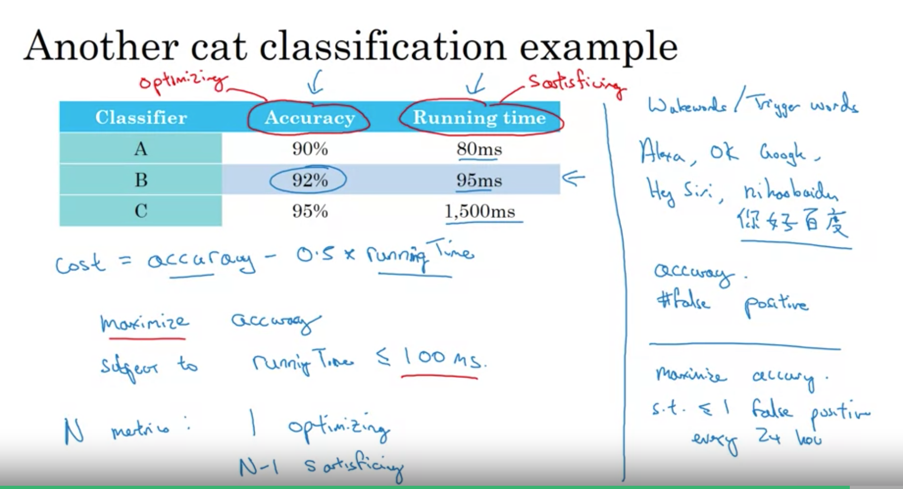 Another cat classification example
optimizing
Satisficing
Classifier Accuracy Running time
A 90% 80ms
B 92% 95ms
C 95% 1,500ms
cost = accuracy - 0.5 x running Time
maximize accuracy
subject to running Time ≤ 100 ms.
N metrics: 1 optimizing
N-1 satisficing
Wakewords / Trigger words
Alexa, OK Google,
Hey Siri, nihaobaidu
你好百度
accuracy.
#false positive
maximize accuracy.
s.t. ≤ 1 false positive
every 24 hou